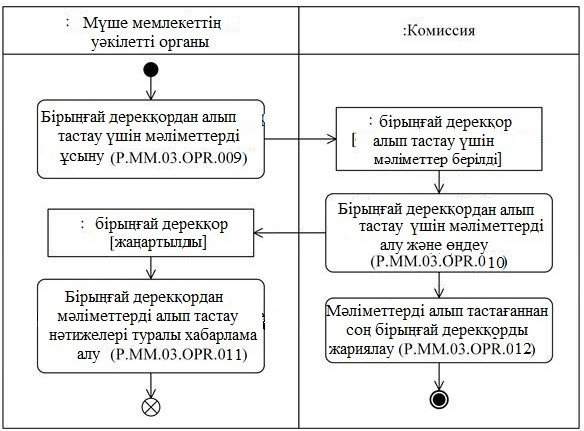 : Мүше мемлекеттің
уәкілетті органы
:Комиссия
Бірыңғай дерекқордан алып
тастау үшін мәліметтерді
ұсыну (P.MM.03.OPR.009)
: бірыңғай дерекқор
[ алып тастау үшін
мәліметтер берілді]
Бірыңғай дерекқордан алып
тастау үшін мәліметтерді
алу және өңдеу
(P.MM.03.OPR.010)
: бірыңғай дерекқор
[жаңартылды]
Бірыңғай дерекқордан
мәліметтерді алып тастау
нәтижелері туралы хабарлама
алу (P.MM.03.OPR.011)
Мәліметтерді алып тастағаннан
соң бірыңғай дерекқорды
жариялау (P.MM.03.OPR.012)